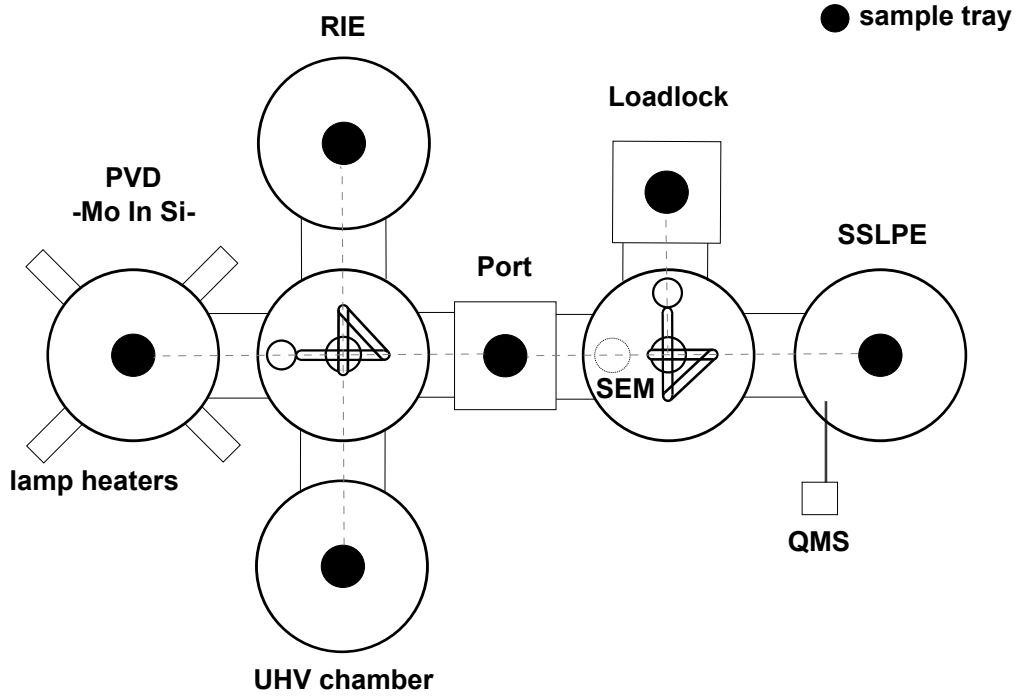 sample tray
RIE
Loadlock
PVD
-Mo In Si-
SSLPE
Port
SEM
lamp heaters
QMS
UHV chamber